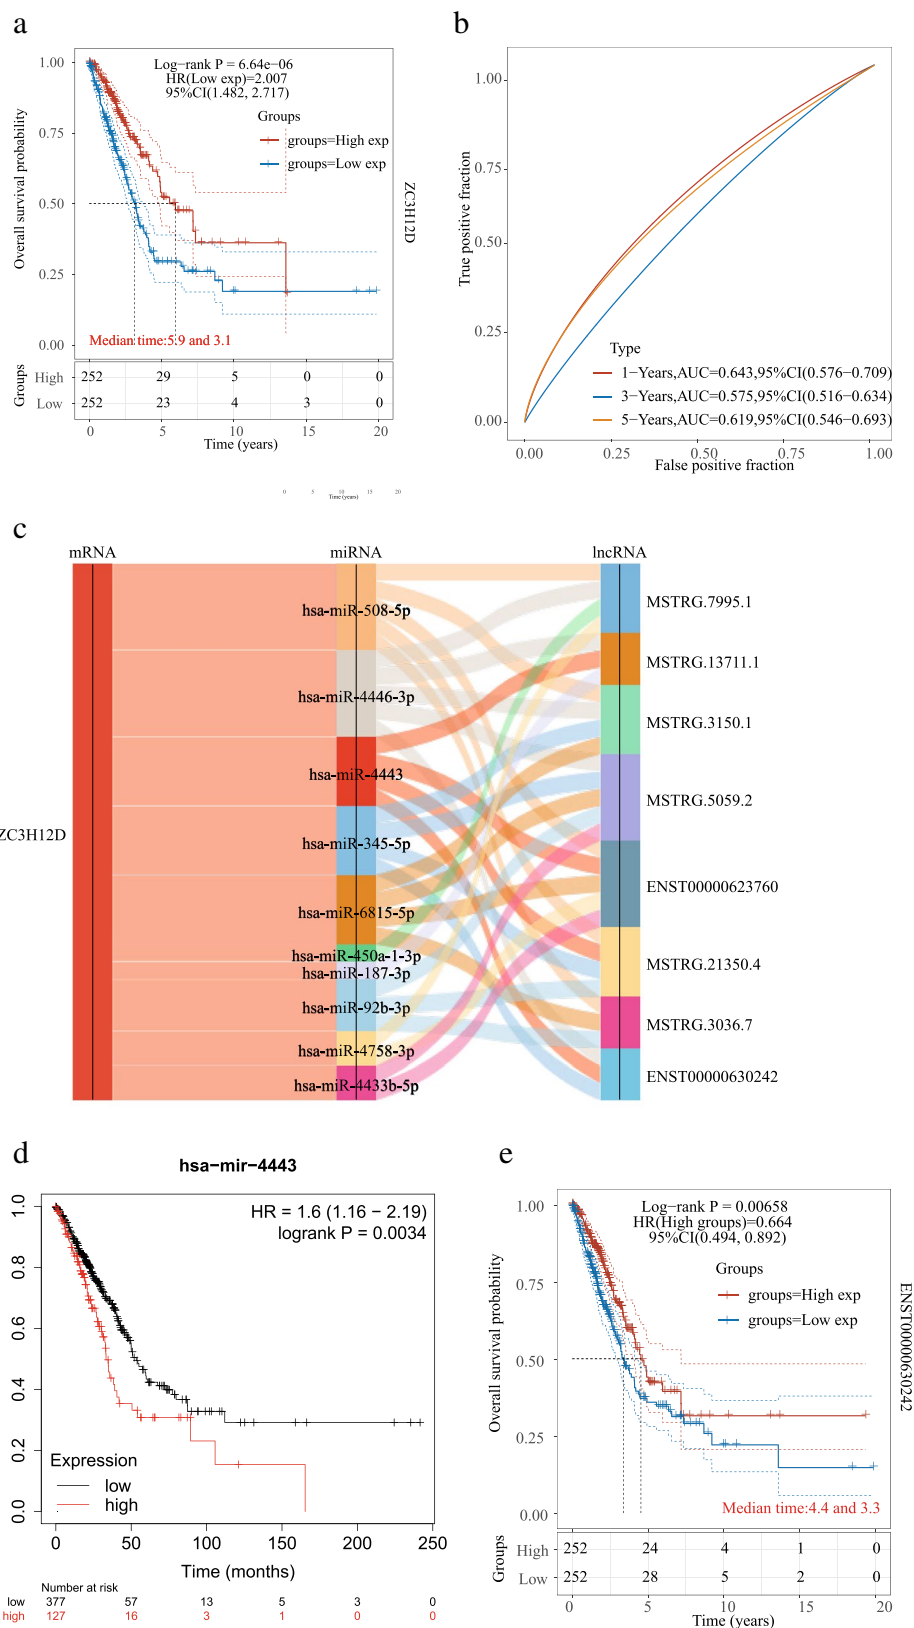 a
Log−rank P = 6.64e−06
HR(Low exp)=2.007
95%CI(1.482, 2.717)
Groups
groups=High exp
groups=Low exp
Overall survival probability
1.00
0.75
0.50
0.25
0.00
Median time:5.9 and 3.1
ZC3H12D
Groups
High 252 29 5 0 0
Low 252 23 4 3 0
0 5 10 15 20
Time (years)
0 5 10 15 20
Time (years)
b
True positive fraction
1.00
0.75
0.50
0.25
0.00
Type
1−Years,AUC=0.643,95%CI(0.576−0.709)
3−Years,AUC=0.575,95%CI(0.516−0.634)
5−Years,AUC=0.619,95%CI(0.546−0.693)
0.00 0.25 0.50 0.75 1.00
False positive fraction
c
mRNA miRNA lncRNA
ZC3H12D
hsa-miR-508-5p
hsa-miR-4446-3p
hsa-miR-4443
hsa-miR-345-5p
hsa-miR-6815-5p
hsa-miR-450a-1-3p
hsa-miR-187-3p
hsa-miR-92b-3p
hsa-miR-4758-3p
hsa-miR-4433b-5p
MSTRG.7995.1
MSTRG.13711.1
MSTRG.3150.1
MSTRG.5059.2
ENST00000623760
MSTRG.21350.4
MSTRG.3036.7
ENST00000630242
d
hsa−mir−4443
HR = 1.6 (1.16 − 2.19)
logrank P = 0.0034
1.0
0.8
0.6
0.4
0.2
0.0
Expression
low
high
0 50 100 150 200 250
Time (months)
Number at risk
low 377 57 13 5 3 0
high 127 16 3 1 0 0
e
Log−rank P = 0.00658
HR(High groups)=0.664
95%CI(0.494, 0.892)
Groups
groups=High exp
groups=Low exp
Overall survival probability
1.00
0.75
0.50
0.25
0.00
Median time:4.4 and 3.3
ENST00000630242
Groups
High 252 24 4 1 0
Low 252 28 5 2 0
0 5 10 15 20
Time (years)